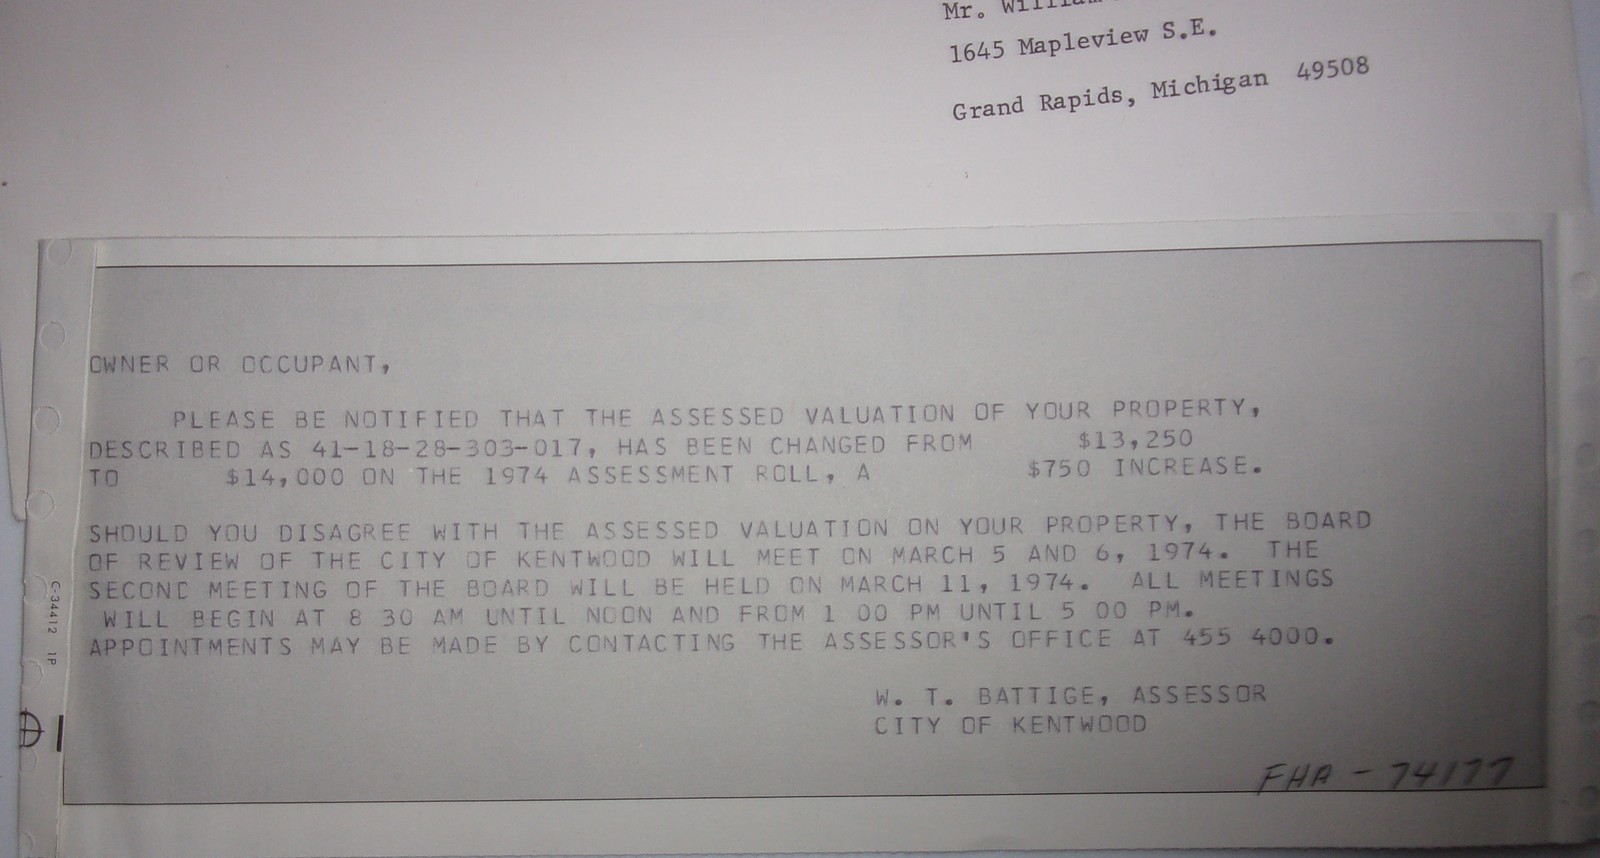 Mr. William
1645 Mapleview S.E.
Grand Rapids, Michigan 49508
OWNER OR OCCUPANT,
PLEASE BE NOTIFIED THAT THE ASSESSED VALUATION OF YOUR PROPERTY,
DESCRIBED AS 41-18-28-303-017, HAS BEEN CHANGED FROM $13,250
TO $14,000 ON THE 1974 ASSESSMENT ROLL, A $750 INCREASE.
SHOULD YOU DISAGREE WITH THE ASSESSED VALUATION ON YOUR PROPERTY, THE BOARD
OF REVIEW OF THE CITY OF KENTWOOD WILL MEET ON MARCH 5 AND 6, 1974. THE
SECOND MEETING OF THE BOARD WILL BE HELD ON MARCH 11, 1974. ALL MEETINGS
WILL BEGIN AT 8 30 AM UNTIL NOON AND FROM 1 00 PM UNTIL 5 00 PM.
APPOINTMENTS MAY BE MADE BY CONTACTING THE ASSESSOR'S OFFICE AT 455 4000.
W. T. BATTIGE, ASSESSOR
CITY OF KENTWOOD
FHA - 74177
C-34412 1P